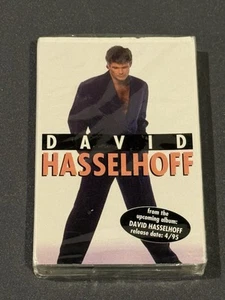 DAVID
HASSELHOFF
from the
upcoming album:
DAVID HASSELHOFF
release date: 4/95